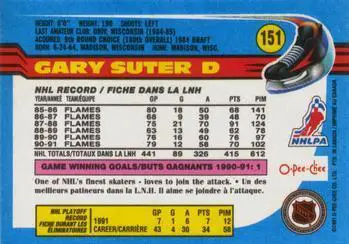 HEIGHT: 6'0" WEIGHT: 190 SHOOTS: LEFT
LAST AMATEUR CLUB: UNIV. WISCONSIN (1984-85)
ACQUIRED: 9th ROUND CHOICE (180th OVERALL) 1984 DRAFT
BORN: 6-24-64, MADISON, WISCONSIN HOME: MADISON, WISC.
151
GARY SUTER D
NHL RECORD / FICHE DANS LA LNH
YEAR/ANNÉE TEAM/ÉQUIPE GP G A PTS PIM
85-86 FLAMES 80 18 50 68 141
86-87 FLAMES 68 9 39 48 70
87-88 FLAMES 75 21 70 91 124
88-89 FLAMES 63 13 49 62 78
89-90 FLAMES 76 16 60 76 97
90-91 FLAMES 79 12 58 70 102
NHL TOTALS/TOTAUX DANS LA LNH 441 89 326 415 612
GAME WINNING GOALS/BUTS GAGNANTS 1990-91: 1
One of NHL's finest skaters - loves to join the attack. • Un des
meilleurs patineurs dans la L.N.H. Il aime se joindre à l'attaque.
NHLPA
O-Pee-Chee
NHL PLAYOFF
RECORD
FICHE DURANT LES
ÉLIMINATOIRES
GP G A PTS PIM
1991 7 1 6 7 12
CAREER/CARRIÈRE 43 4 30 34 58
NHL